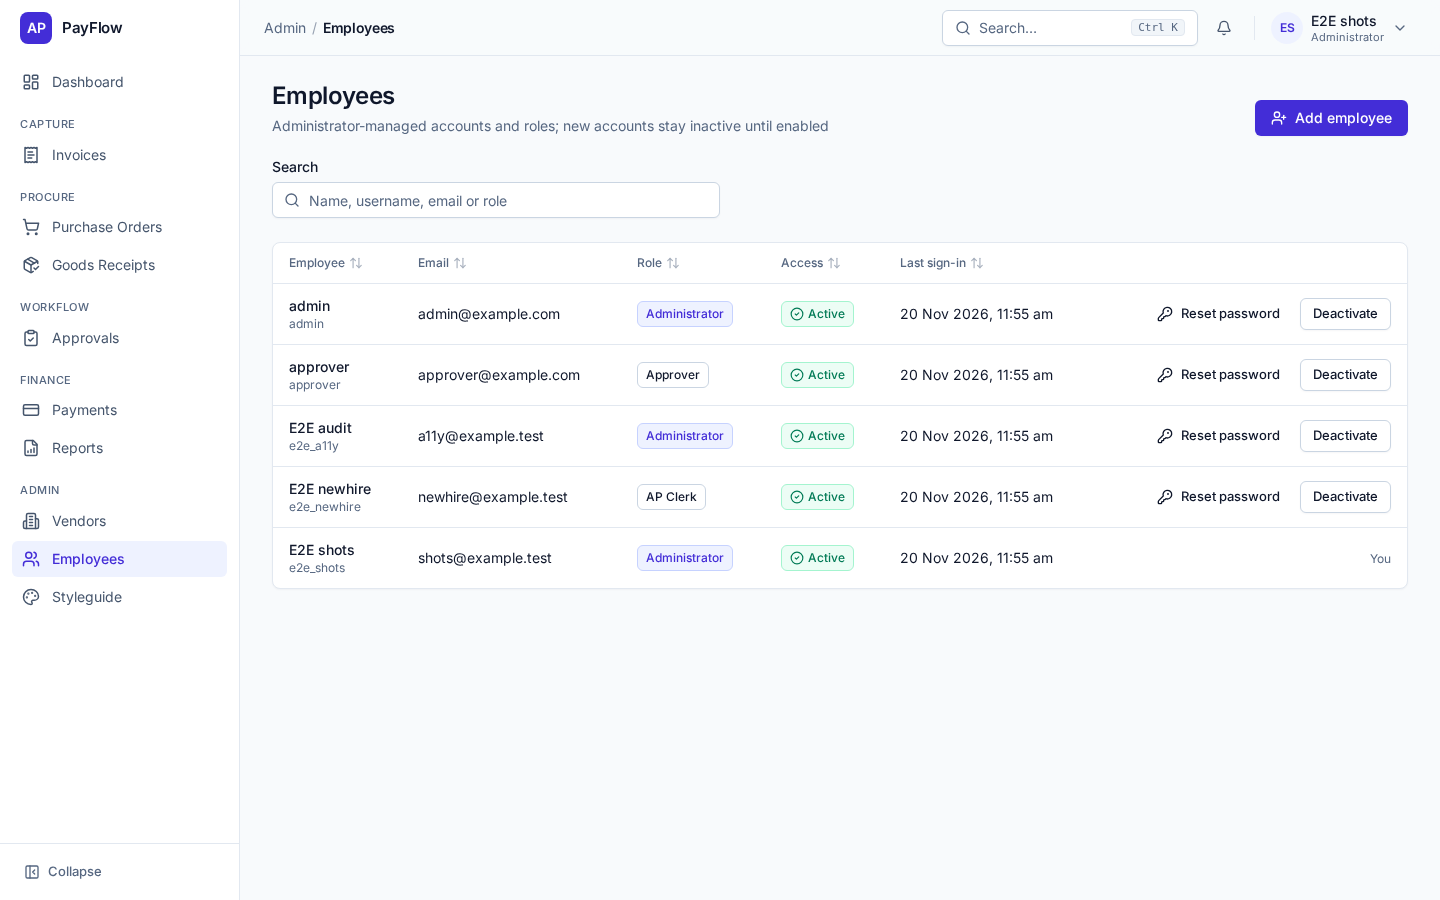 AP PayFlow
Admin / Employees
Search...
Ctrl K
ES
E2E shots
Administrator
Dashboard
CAPTURE
Invoices
PROCURE
Purchase Orders
Goods Receipts
WORKFLOW
Approvals
FINANCE
Payments
Reports
ADMIN
Vendors
Employees
Styleguide
Collapse
Employees
Administrator-managed accounts and roles; new accounts stay inactive until enabled
Add employee
Search
Name, username, email or role
Employee Email Role Access Last sign-in
admin
admin
admin@example.com Administrator Active 20 Nov 2026, 11:55 am Reset password Deactivate
approver
approver
approver@example.com Approver Active 20 Nov 2026, 11:55 am Reset password Deactivate
E2E audit
e2e_a11y
a11y@example.test Administrator Active 20 Nov 2026, 11:55 am Reset password Deactivate
E2E newhire
e2e_newhire
newhire@example.test AP Clerk Active 20 Nov 2026, 11:55 am Reset password Deactivate
E2E shots
e2e_shots
shots@example.test Administrator Active 20 Nov 2026, 11:55 am You